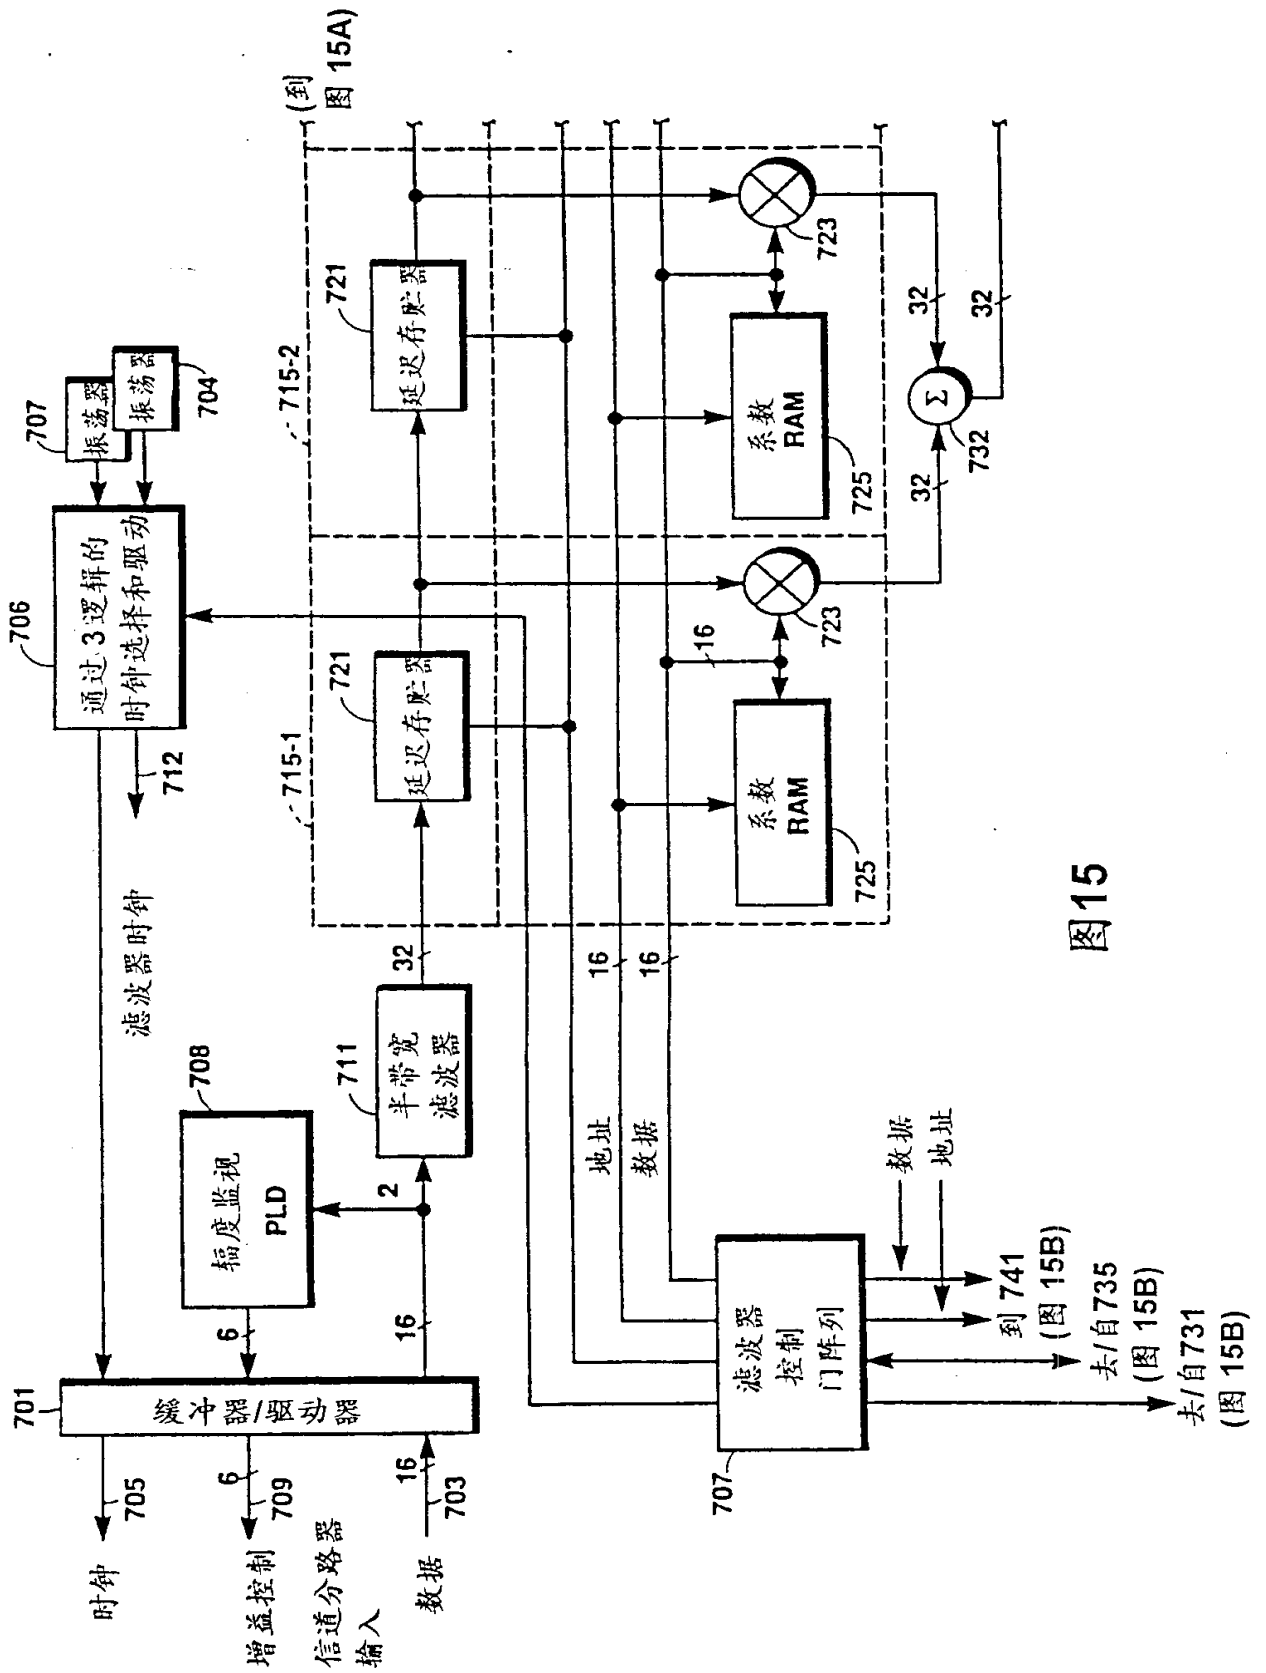 (到
图 15A)
707
振荡器
振荡器
704
706
通过 3 逻辑的
时钟选择和驱动
712
滤波器时钟
715-1
715-2
721
延迟存贮器
721
延迟存贮器
708
幅度监视
PLD
711
半带宽
滤波器
32
2
16
6
701
缓冲器/驱动器
705
时钟
6
709
增益控制
信道分路器
输入
16
703
数据
地址
数据
16
16
16
系数
RAM
725
723
系数
RAM
725
723
32
32
32
Σ
732
滤波器
控制
门阵列
707
数据
地址
到 741
(图 15B)
去/自735
(图 15B)
去/自731
(图 15B)
图15